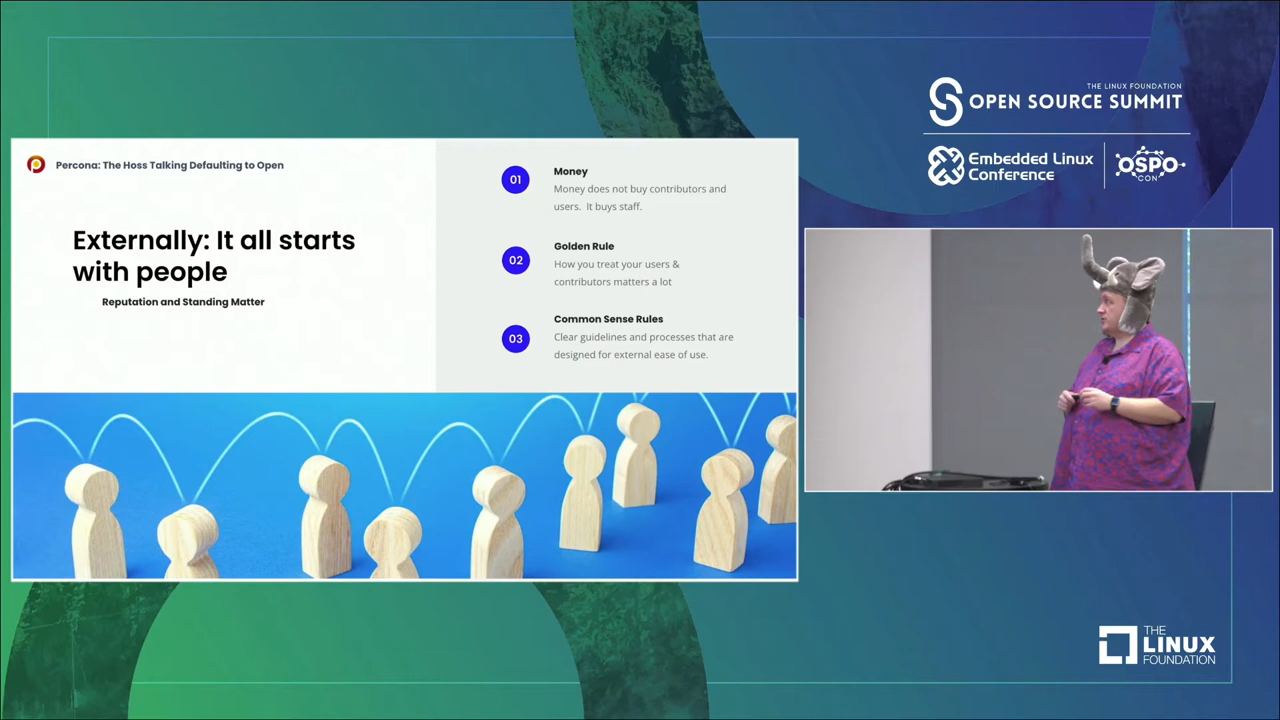 THE LINUX FOUNDATION
OPEN SOURCE SUMMIT
Embedded Linux
Conference
OSPO
CON
Percona: The Hoss Talking Defaulting to Open
Externally: It all starts
with people
Reputation and Standing Matter
01
Money
Money does not buy contributors and
users. It buys staff.
02
Golden Rule
How you treat your users &
contributors matters a lot
03
Common Sense Rules
Clear guidelines and processes that are
designed for external ease of use.
THE
LINUX
FOUNDATION